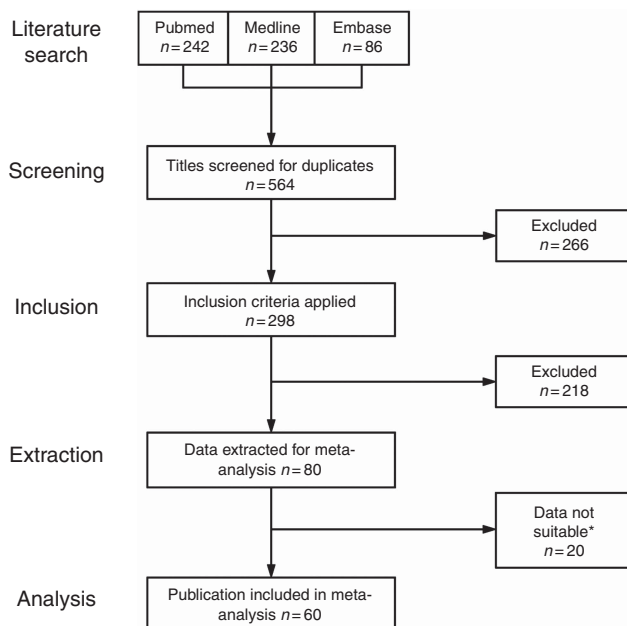 Literature
search
Pubmed
n=242
Medline
n=236
Embase
n=86
Screening
Titles screened for duplicates
n=564
Excluded
n=266
Inclusion
Inclusion criteria applied
n=298
Excluded
n=218
Extraction
Data extracted for meta-
analysis n=80
Data not
suitable*
n=20
Analysis
Publication included in meta-
analysis n=60